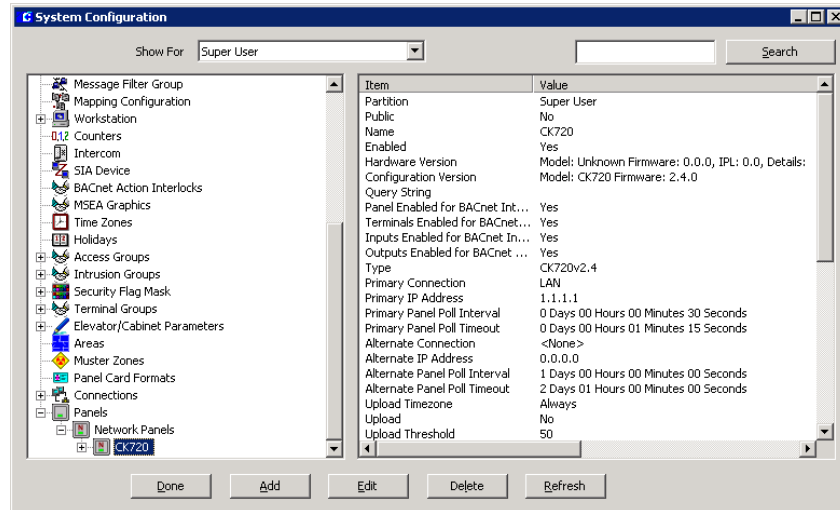 System Configuration
Show For Super User Search
Message Filter Group
Mapping Configuration
Workstation
0,1,2 Counters
Intercom
SIA Device
BACnet Action Interlocks
MSEA Graphics
Time Zones
Holidays
Access Groups
Intrusion Groups
Security Flag Mask
Terminal Groups
Elevator/Cabinet Parameters
Areas
Muster Zones
Panel Card Formats
Connections
Panels
Network Panels
CK720
Item Value
Partition Super User
Public No
Name CK720
Enabled Yes
Hardware Version Model: Unknown Firmware: 0.0.0, IPL: 0.0, Details:
Configuration Version Model: CK720 Firmware: 2.4.0
Query String
Panel Enabled for BACnet Int... Yes
Terminals Enabled for BACnet... Yes
Inputs Enabled for BACnet In... Yes
Outputs Enabled for BACnet ... Yes
Type CK720v2.4
Primary Connection LAN
Primary IP Address 1.1.1.1
Primary Panel Poll Interval 0 Days 00 Hours 00 Minutes 30 Seconds
Primary Panel Poll Timeout 0 Days 00 Hours 01 Minutes 15 Seconds
Alternate Connection <None>
Alternate IP Address 0.0.0.0
Alternate Panel Poll Interval 1 Days 00 Hours 00 Minutes 00 Seconds
Alternate Panel Poll Timeout 2 Days 01 Hours 00 Minutes 00 Seconds
Upload Timezone Always
Upload No
Upload Threshold 50
Done Add Edit Delete Refresh